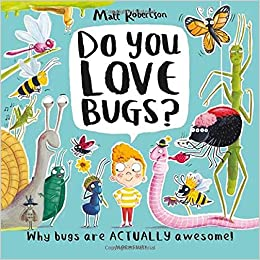 Matt Robertson
DO YOU
LOVE
BUGS?
Why bugs are ACTUALLY awesome!